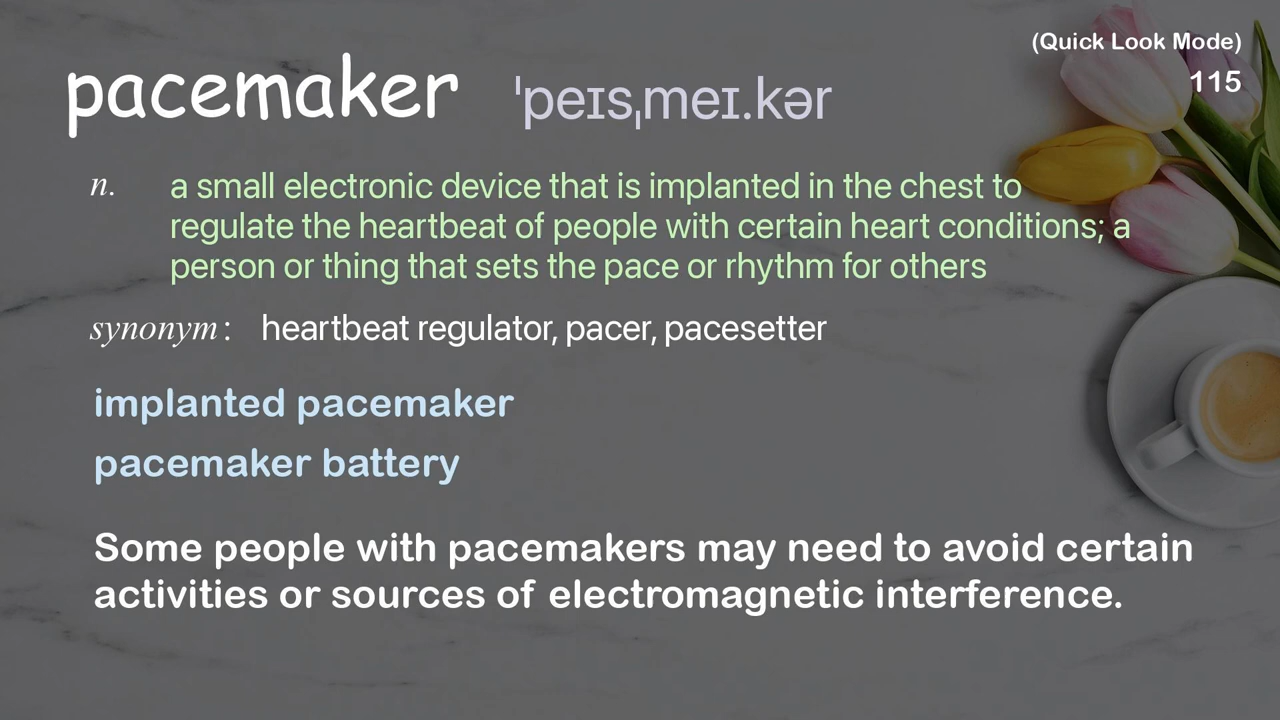 (Quick Look Mode)
115
pacemaker ˈpeɪsˌmeɪ.kər
n. a small electronic device that is implanted in the chest to
regulate the heartbeat of people with certain heart conditions; a
person or thing that sets the pace or rhythm for others
synonym: heartbeat regulator, pacer, pacesetter
implanted pacemaker
pacemaker battery
Some people with pacemakers may need to avoid certain
activities or sources of electromagnetic interference.